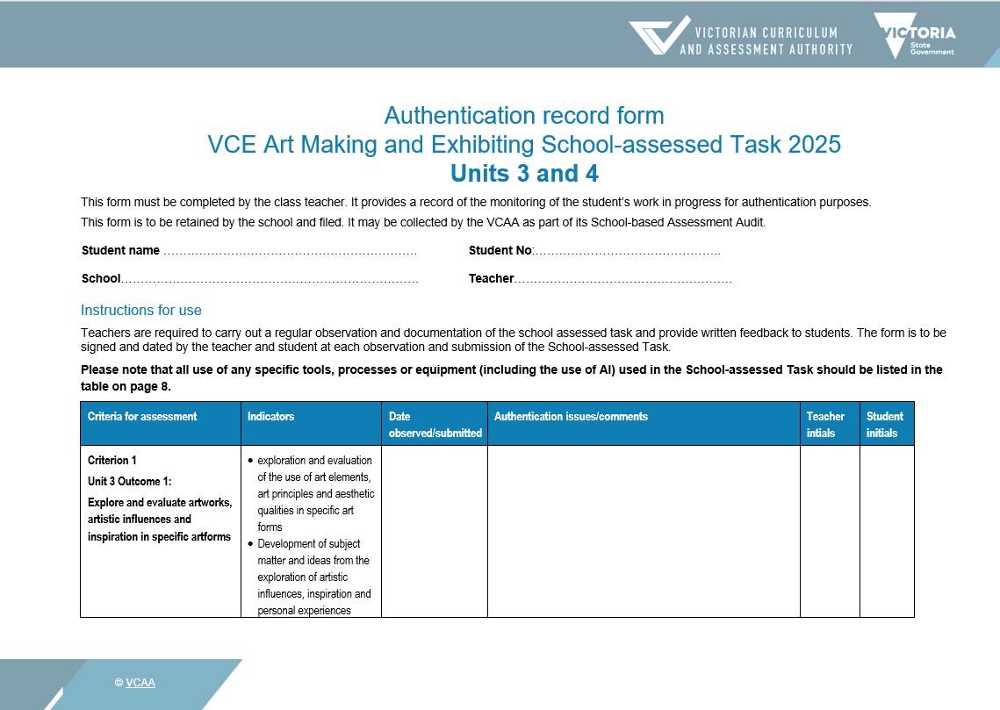 VICTORIAN CURRICULUM
AND ASSESSMENT AUTHORITY
VICTORIA
State
Government
Authentication record form
VCE Art Making and Exhibiting School-assessed Task 2025
Units 3 and 4
This form must be completed by the class teacher. It provides a record of the monitoring of the student’s work in progress for authentication purposes.
This form is to be retained by the school and filed. It may be collected by the VCAA as part of its School-based Assessment Audit.
Student name ……………………………………………………… Student No:………………………………………..
School………………………………………………………………… Teacher……………………………………………….
Instructions for use
Teachers are required to carry out a regular observation and documentation of the school assessed task and provide written feedback to students. The form is to be
signed and dated by the teacher and student at each observation and submission of the School-assessed Task.
Please note that all use of any specific tools, processes or equipment (including the use of AI) used in the School-assessed Task should be listed in the
table on page 8.
Criteria for assessment
Indicators
Date
observed/submitted
Authentication issues/comments
Teacher
intials
Student
initials
Criterion 1
Unit 3 Outcome 1:
Explore and evaluate artworks,
artistic influences and
inspiration in specific artforms
• exploration and evaluation
of the use of art elements,
art principles and aesthetic
qualities in specific art
forms
• Development of subject
matter and ideas from the
exploration of artistic
influences, inspiration and
personal experiences
© VCAA